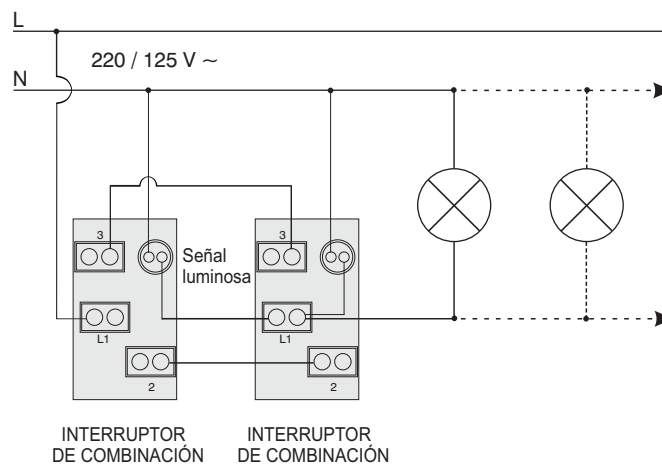 L
220 / 125 V ~
N
3
3
Señal
luminosa
L1
L1
2
2
INTERRUPTOR
DE COMBINACIÓN
INTERRUPTOR
DE COMBINACIÓN